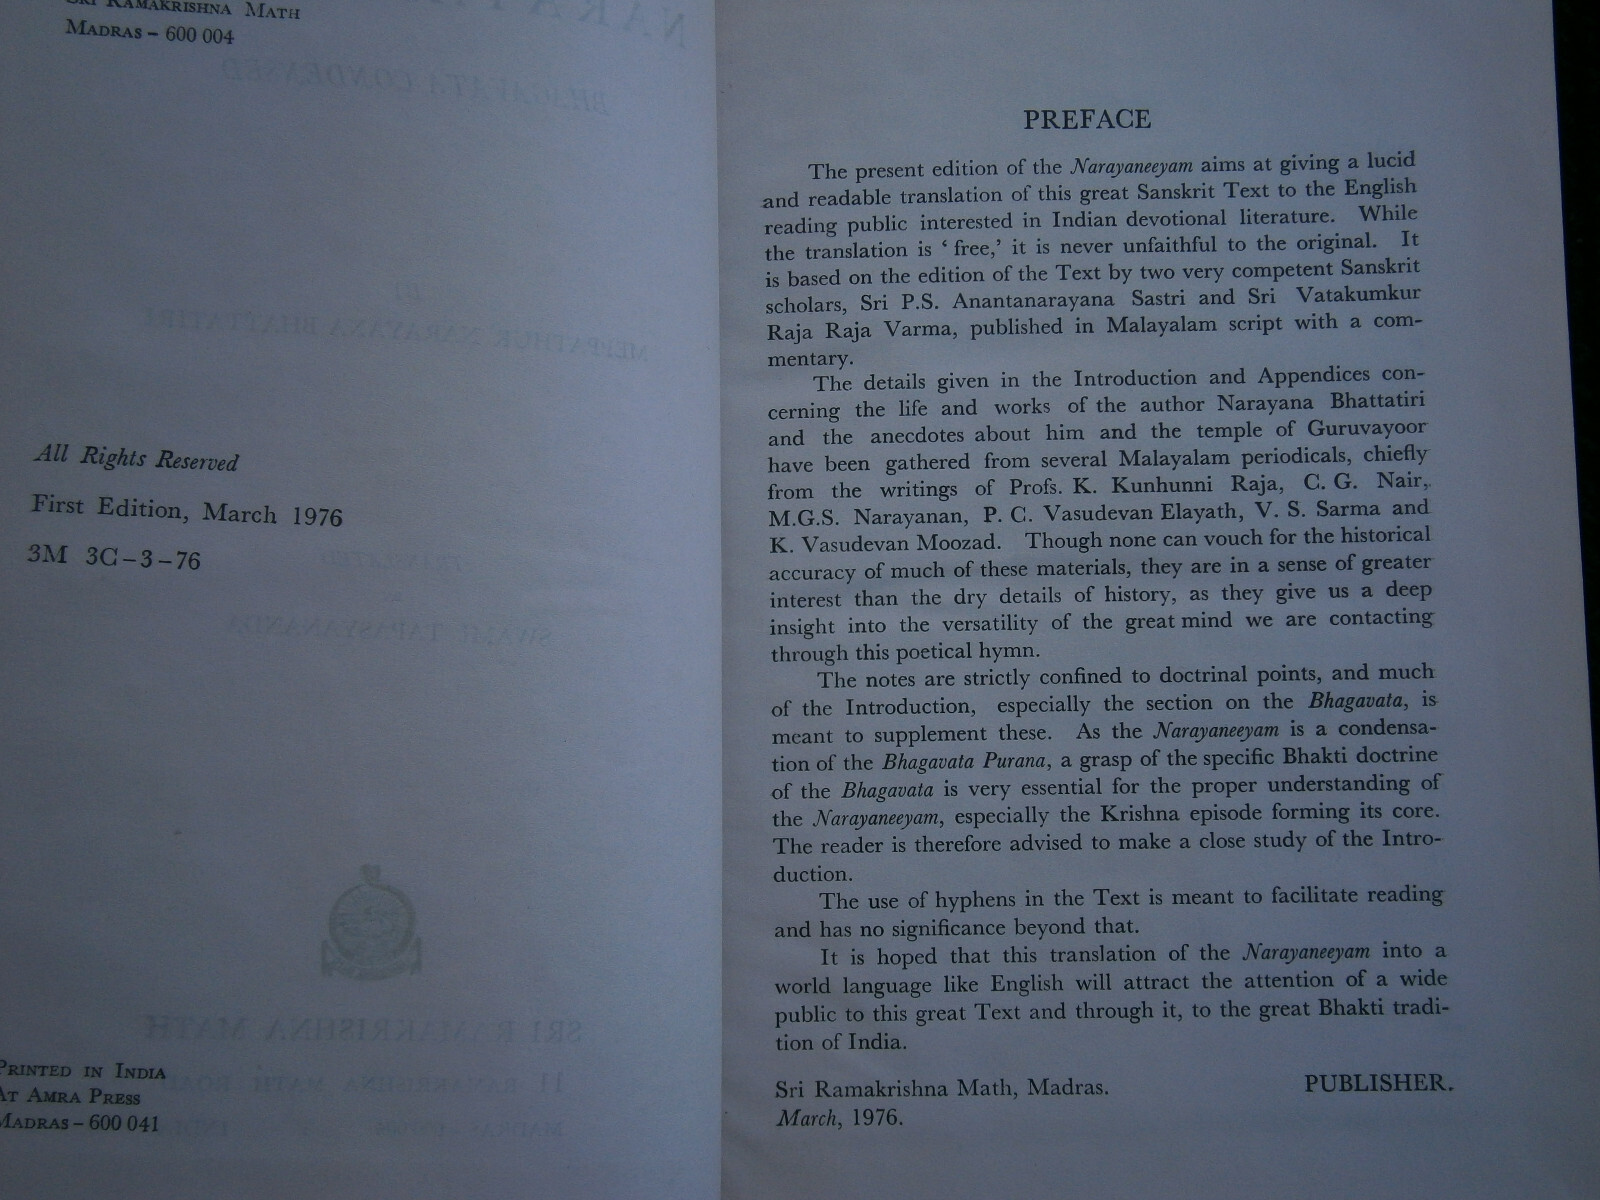 SRI RAMAKRISHNA MATH
MADRAS – 600 004
All Rights Reserved
First Edition, March 1976
3M 3C–3–76
PRINTED IN INDIA
AT AMRA PRESS
MADRAS – 600 041
PREFACE
The present edition of the Narayaneeyam aims at giving a lucid
and readable translation of this great Sanskrit Text to the English
reading public interested in Indian devotional literature. While
the translation is ‘ free,’ it is never unfaithful to the original. It
is based on the edition of the Text by two very competent Sanskrit
scholars, Sri P.S. Anantanarayana Sastri and Sri Vatakumkur
Raja Raja Varma, published in Malayalam script with a com-
mentary.
The details given in the Introduction and Appendices con-
cerning the life and works of the author Narayana Bhattatiri
and the anecdotes about him and the temple of Guruvayoor
have been gathered from several Malayalam periodicals, chiefly
from the writings of Profs. K. Kunhunni Raja, C. G. Nair,
M.G.S. Narayanan, P. C. Vasudevan Elayath, V. S. Sarma and
K. Vasudevan Moozad. Though none can vouch for the historical
accuracy of much of these materials, they are in a sense of greater
interest than the dry details of history, as they give us a deep
insight into the versatility of the great mind we are contacting
through this poetical hymn.
The notes are strictly confined to doctrinal points, and much
of the Introduction, especially the section on the Bhagavata, is
meant to supplement these. As the Narayaneeyam is a condensa-
tion of the Bhagavata Purana, a grasp of the specific Bhakti doctrine
of the Bhagavata is very essential for the proper understanding of
the Narayaneeyam, especially the Krishna episode forming its core.
The reader is therefore advised to make a close study of the Intro-
duction.
The use of hyphens in the Text is meant to facilitate reading
and has no significance beyond that.
It is hoped that this translation of the Narayaneeyam into a
world language like English will attract the attention of a wide
public to this great Text and through it, to the great Bhakti tradi-
tion of India.
Sri Ramakrishna Math, Madras. PUBLISHER.
March, 1976.